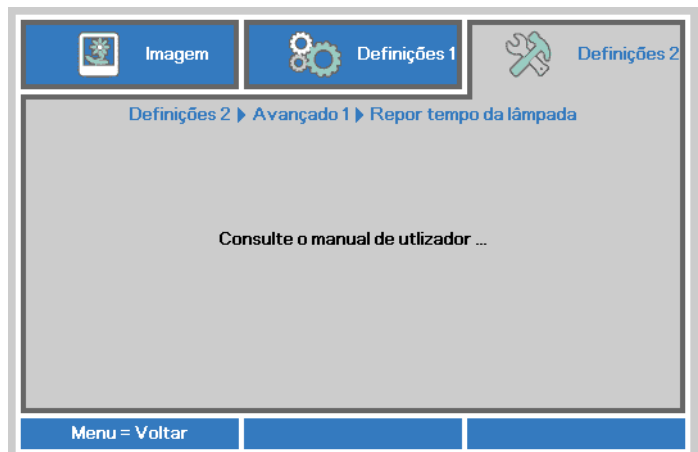 Imagem Definições 1 Definições 2
Definições 2 ▶ Avançado 1 ▶ Repor tempo da lâmpada
Consulte o manual de utlizador ...
Menu = Voltar